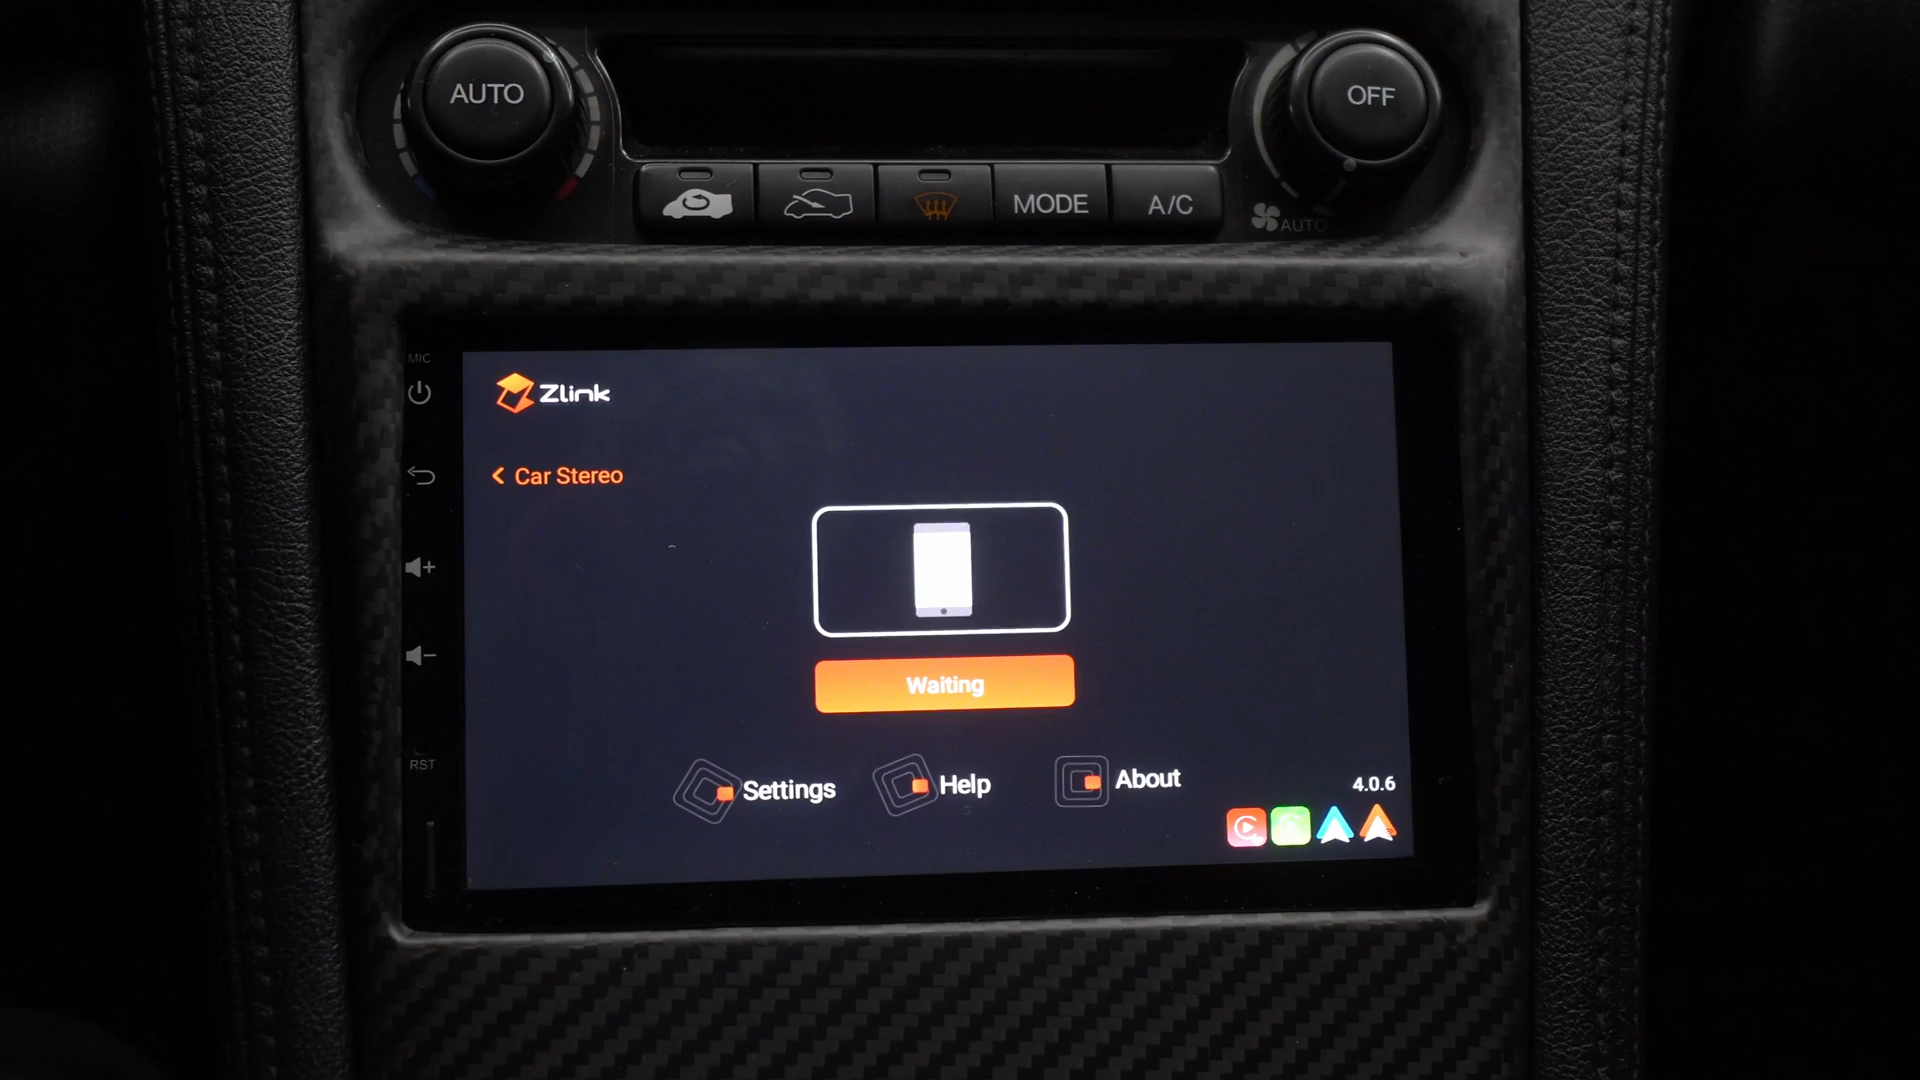 AUTO
OFF
MODE
A/C
AUTO
MIC
Zlink
Car Stereo
Waiting
RST
Settings
Help
About
4.0.6